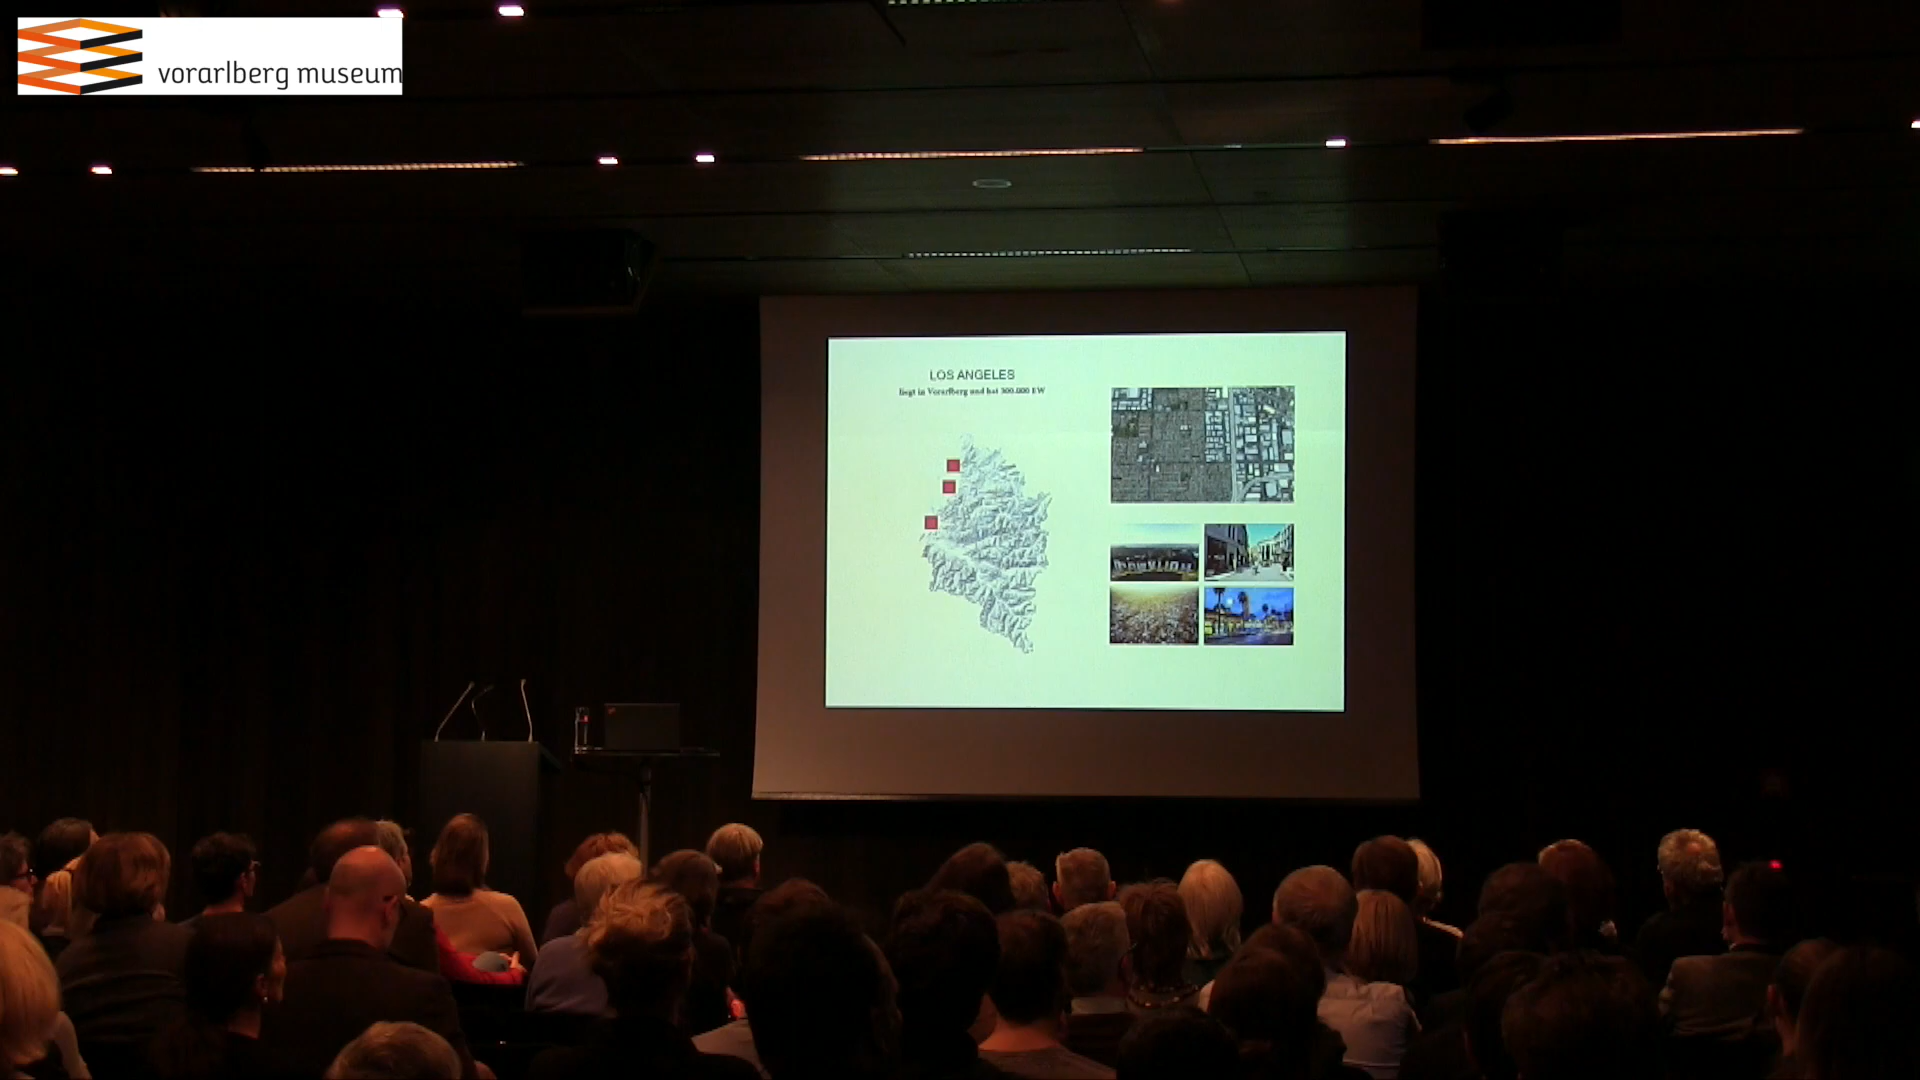 vorarlberg museum
LOS ANGELES
liegt in Vorarlberg und hat 300.000 EW